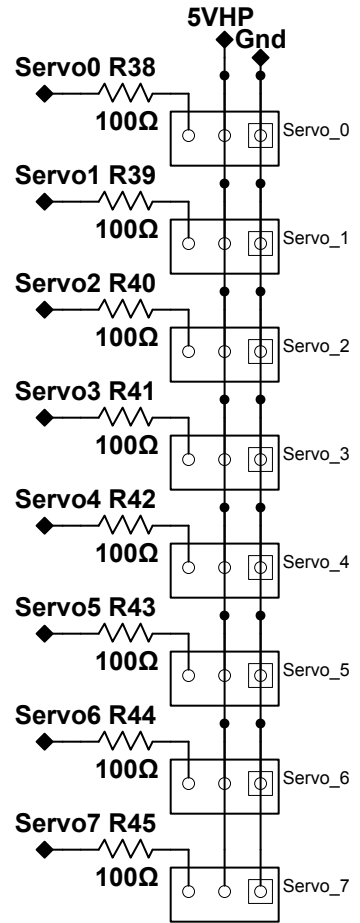 5VHP
Gnd
Servo0 R38
100Ω
Servo_0
Servo1 R39
100Ω
Servo_1
Servo2 R40
100Ω
Servo_2
Servo3 R41
100Ω
Servo_3
Servo4 R42
100Ω
Servo_4
Servo5 R43
100Ω
Servo_5
Servo6 R44
100Ω
Servo_6
Servo7 R45
100Ω
Servo_7